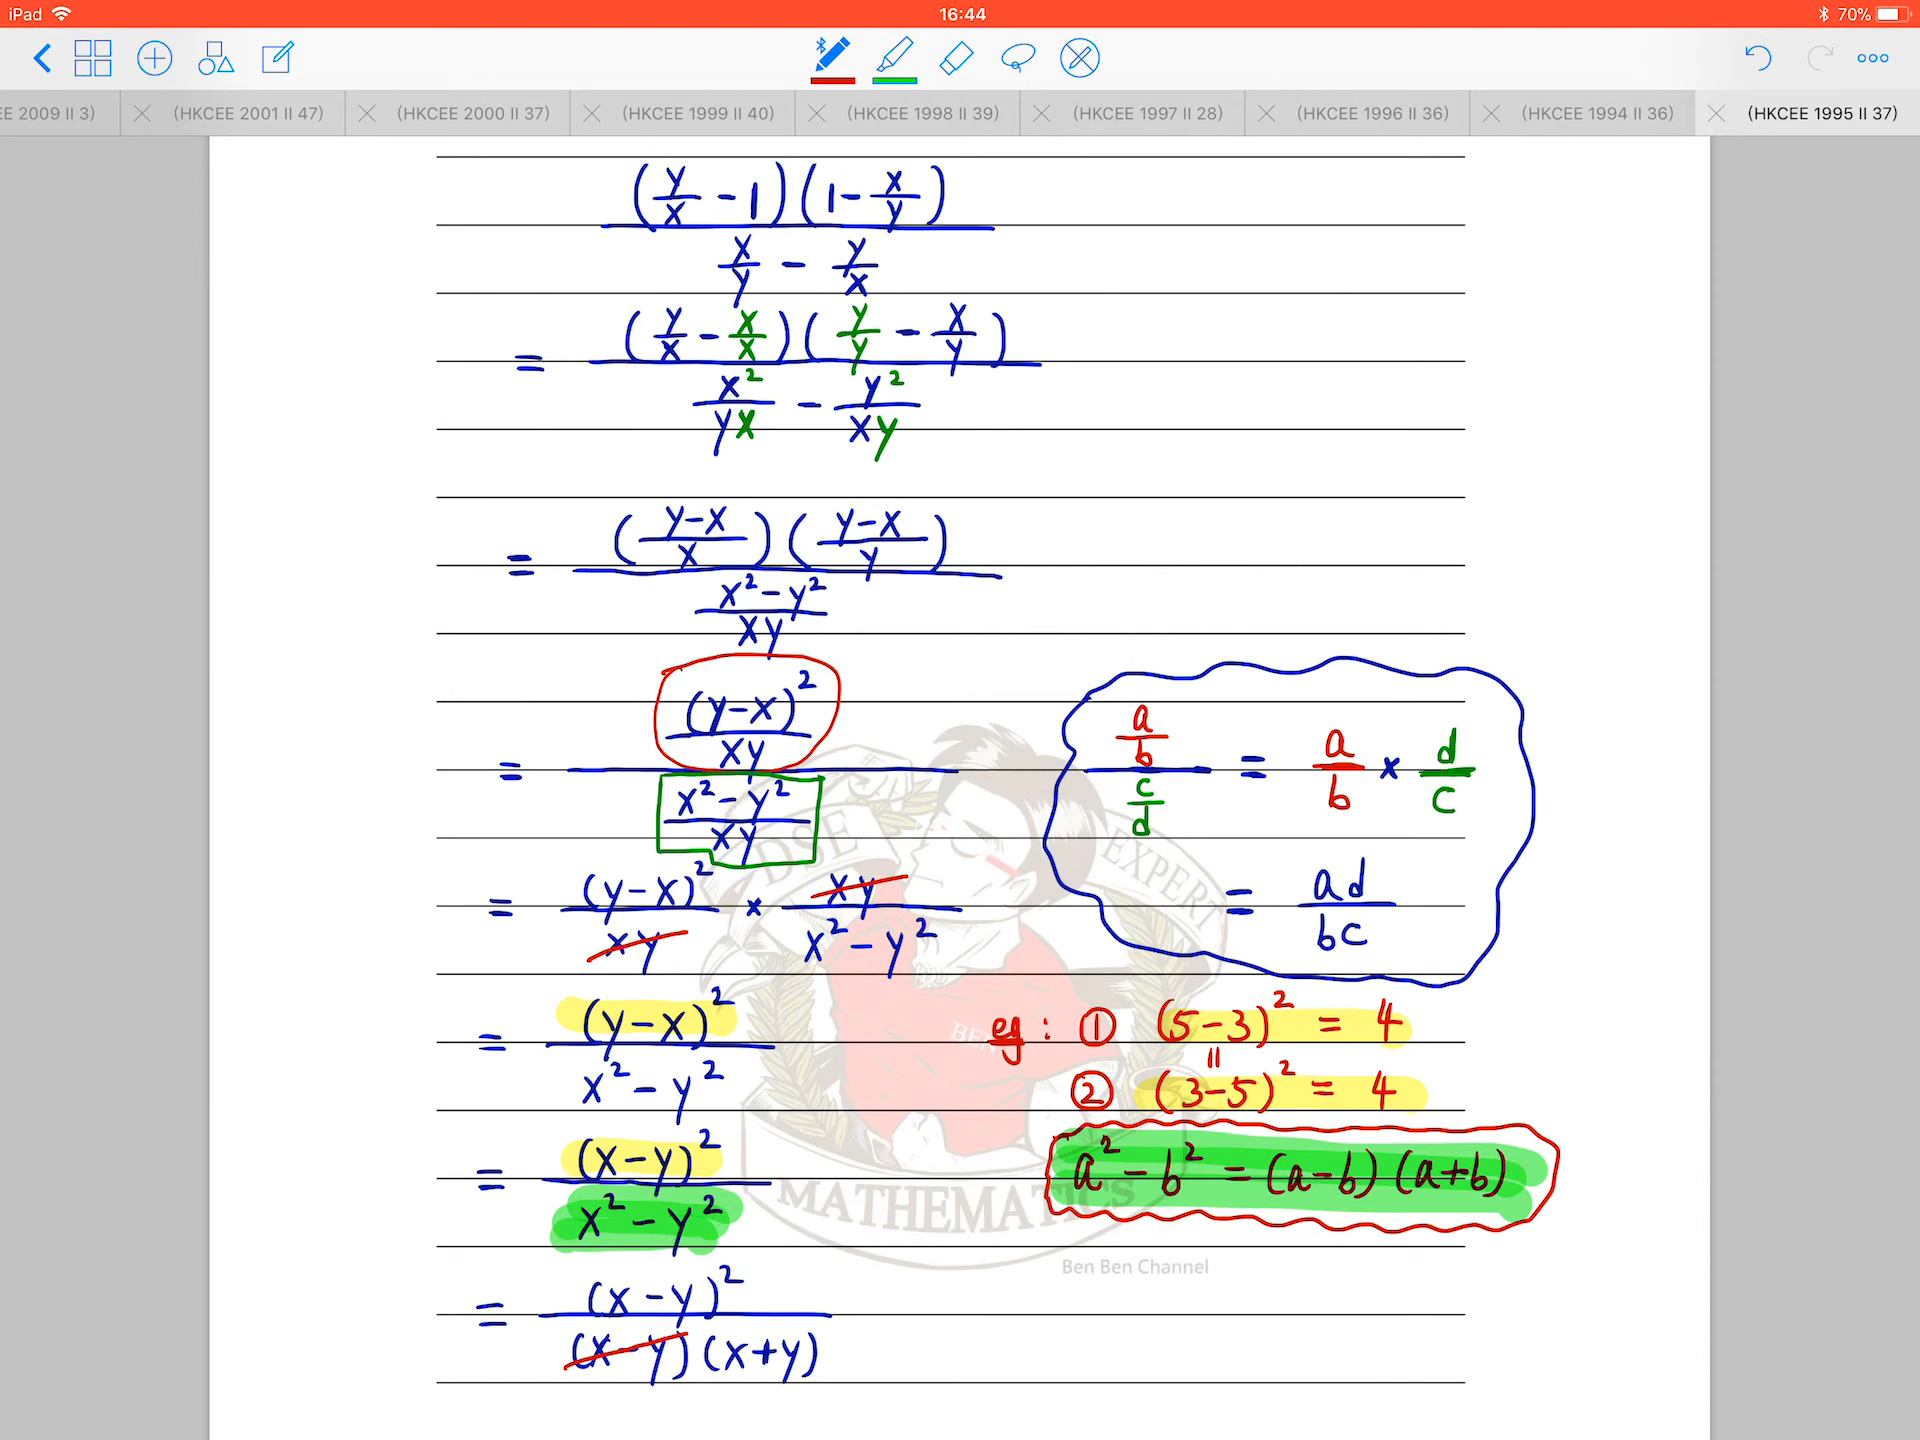 iPad 16:44 70%
E 2009 II 3) (HKCEE 2001 II 47) (HKCEE 2000 II 37) (HKCEE 1999 II 40) (HKCEE 1998 II 39) (HKCEE 1997 II 28) (HKCEE 1996 II 36) (HKCEE 1994 II 36) (HKCEE 1995 II 37)
(y/x - 1)(1 - x/y)
x/y - y/x
= (y/x - x/x)(y/y - x/y)
x²/yx - y²/xy
= ((y-x)/x)((y-x)/y)
(x²-y²)/xy
= (y-x)²/xy
(x²-y²)/xy
a/b / c/d = a/b × d/c
= ad/bc
= (y-x)²/xy × xy/(x²-y²)
= (y-x)²/(x²-y²)
eg: ① (5-3)² = 4
=
② (3-5)² = 4
= (x-y)²/(x²-y²)
a²-b² = (a-b)(a+b)
= (x-y)²/(x-y)(x+y)
DSE EXPERT
BEN
MATHEMATICS
Ben Ben Channel